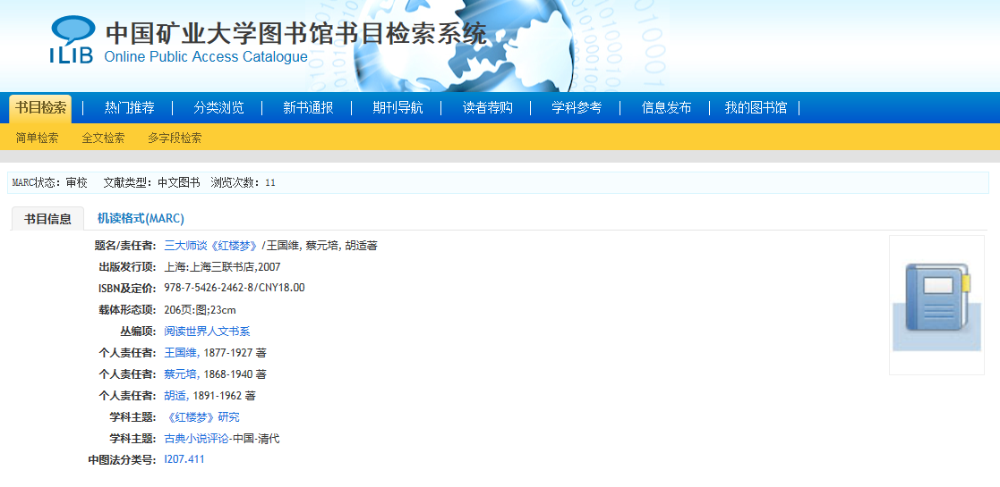 ILIB
中国矿业大学图书馆书目检索系统
Online Public Access Catalogue
书目检索 热门推荐 分类浏览 新书通报 期刊导航 读者荐购 学科参考 信息发布 我的图书馆
简单检索 全文检索 多字段检索
MARC状态：审校 文献类型：中文图书 浏览次数：11
书目信息 机读格式(MARC)
题名/责任者: 三大师谈《红楼梦》/王国维, 蔡元培, 胡适著
出版发行项: 上海:上海三联书店,2007
ISBN及定价: 978-7-5426-2462-8/CNY18.00
载体形态项: 206页:图;23cm
丛编项: 阅读世界人文书系
个人责任者: 王国维, 1877-1927 著
个人责任者: 蔡元培, 1868-1940 著
个人责任者: 胡适, 1891-1962 著
学科主题: 《红楼梦》研究
学科主题: 古典小说评论-中国-清代
中图法分类号: I207.411